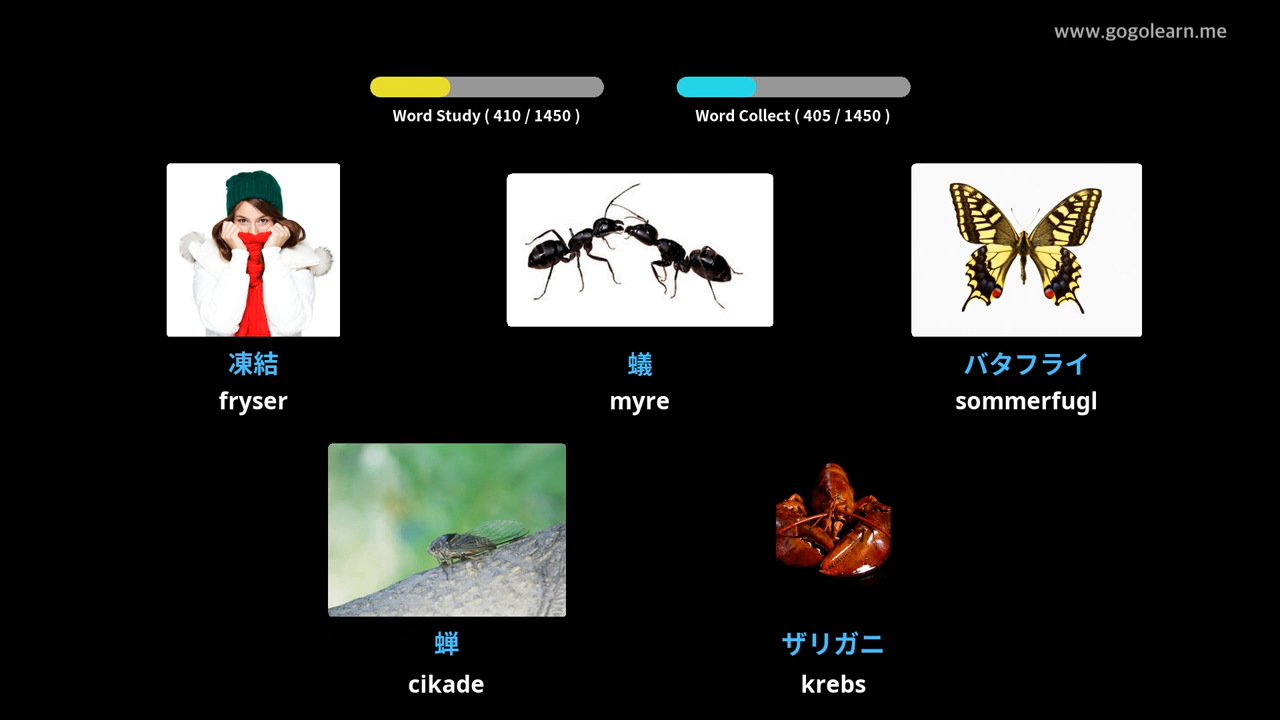 www.gogolearn.me
Word Study ( 410 / 1450 )
Word Collect ( 405 / 1450 )
凍結
蟻
バタフライ
fryser
myre
sommerfugl
蝉
ザリガニ
cikade
krebs